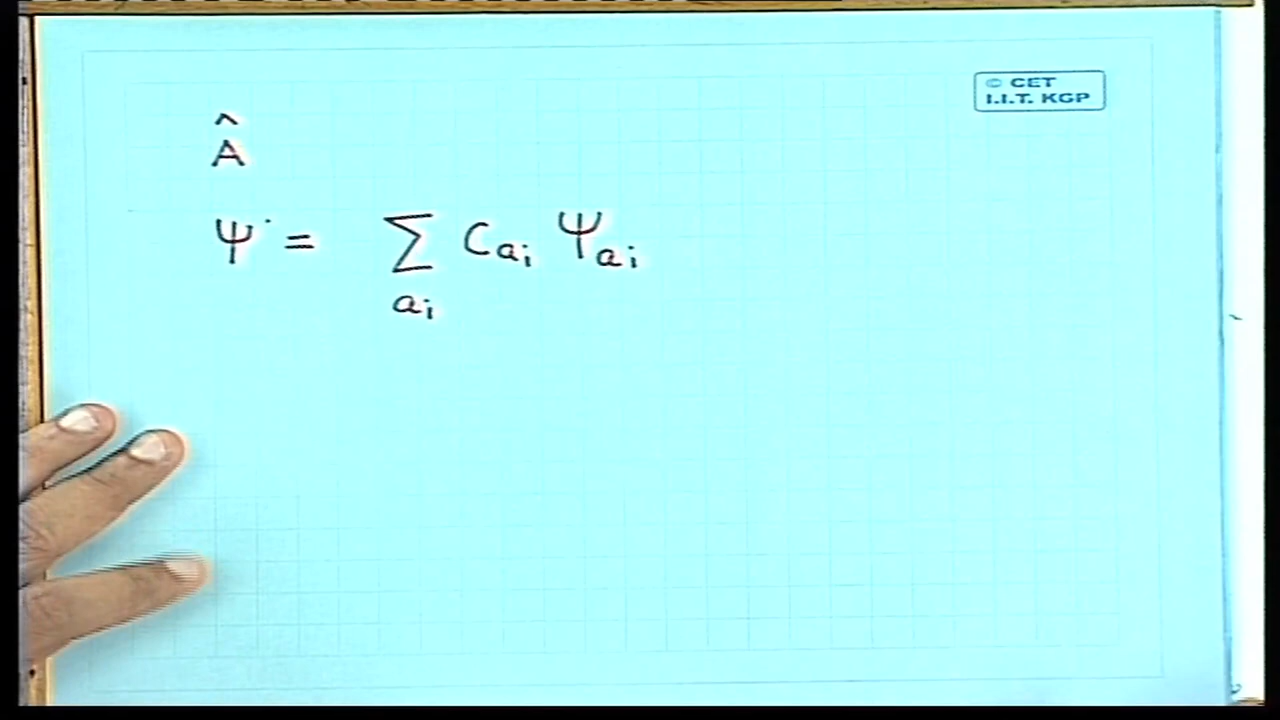 © CET
I.I.T. KGP
Â
Ψ = Σ C_{a_i} Ψ_{a_i}
a_i